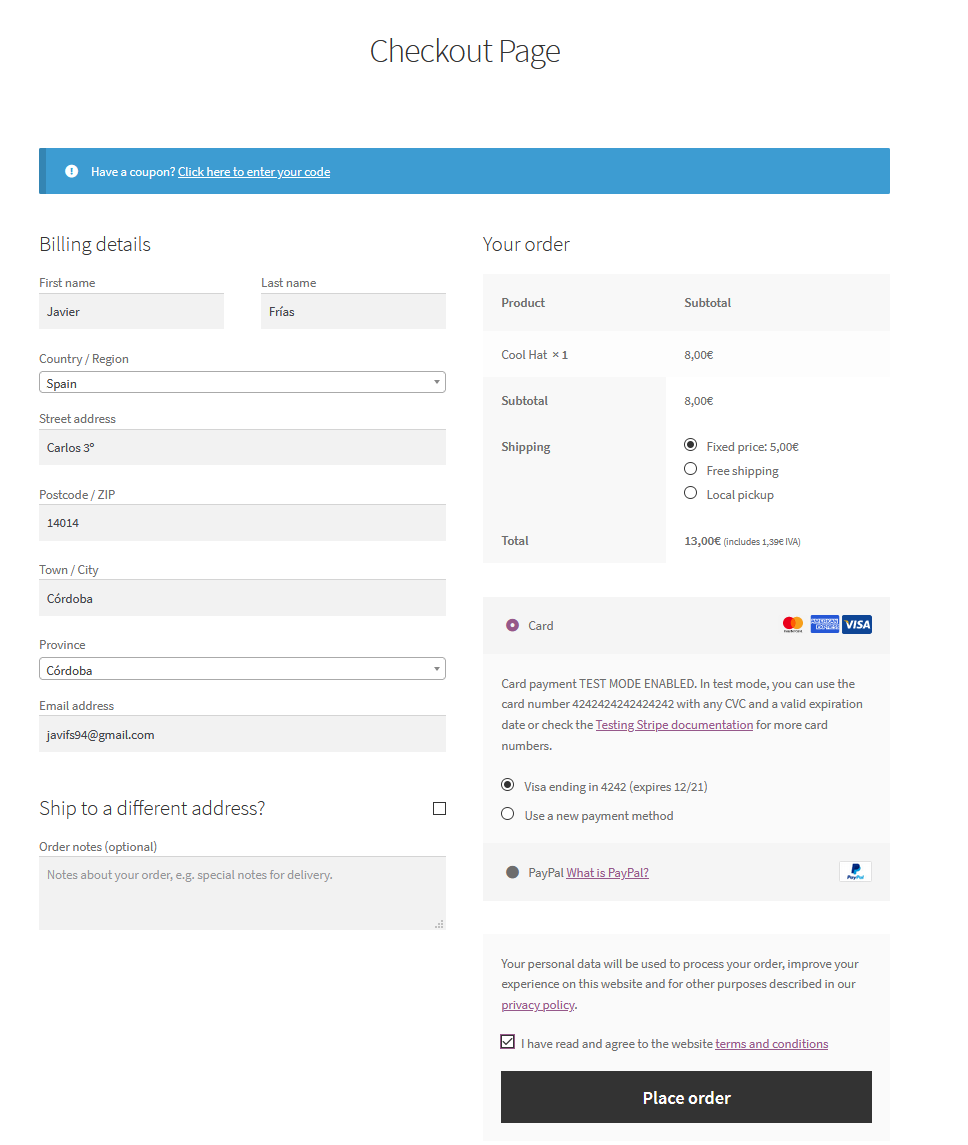 Checkout Page
Have a coupon? Click here to enter your code
Billing details
First name
Last name
Javier
Frías
Country / Region
Spain
Street address
Carlos 3º
Postcode / ZIP
14014
Town / City
Córdoba
Province
Córdoba
Email address
javifs94@gmail.com
Ship to a different address?
Order notes (optional)
Notes about your order, e.g. special notes for delivery.
Your order
Product Subtotal
Cool Hat × 1 8,00€
Subtotal 8,00€
Shipping Fixed price: 5,00€
Free shipping
Local pickup
Total 13,00€ (includes 1,39€ IVA)
Card
mastercard AMERICAN EXPRESS VISA
Card payment TEST MODE ENABLED. In test mode, you can use the
card number 4242424242424242 with any CVC and a valid expiration
date or check the Testing Stripe documentation for more card
numbers.
Visa ending in 4242 (expires 12/21)
Use a new payment method
PayPal What is PayPal?
PayPal
Your personal data will be used to process your order, improve your
experience on this website and for other purposes described in our
privacy policy.
I have read and agree to the website terms and conditions
Place order